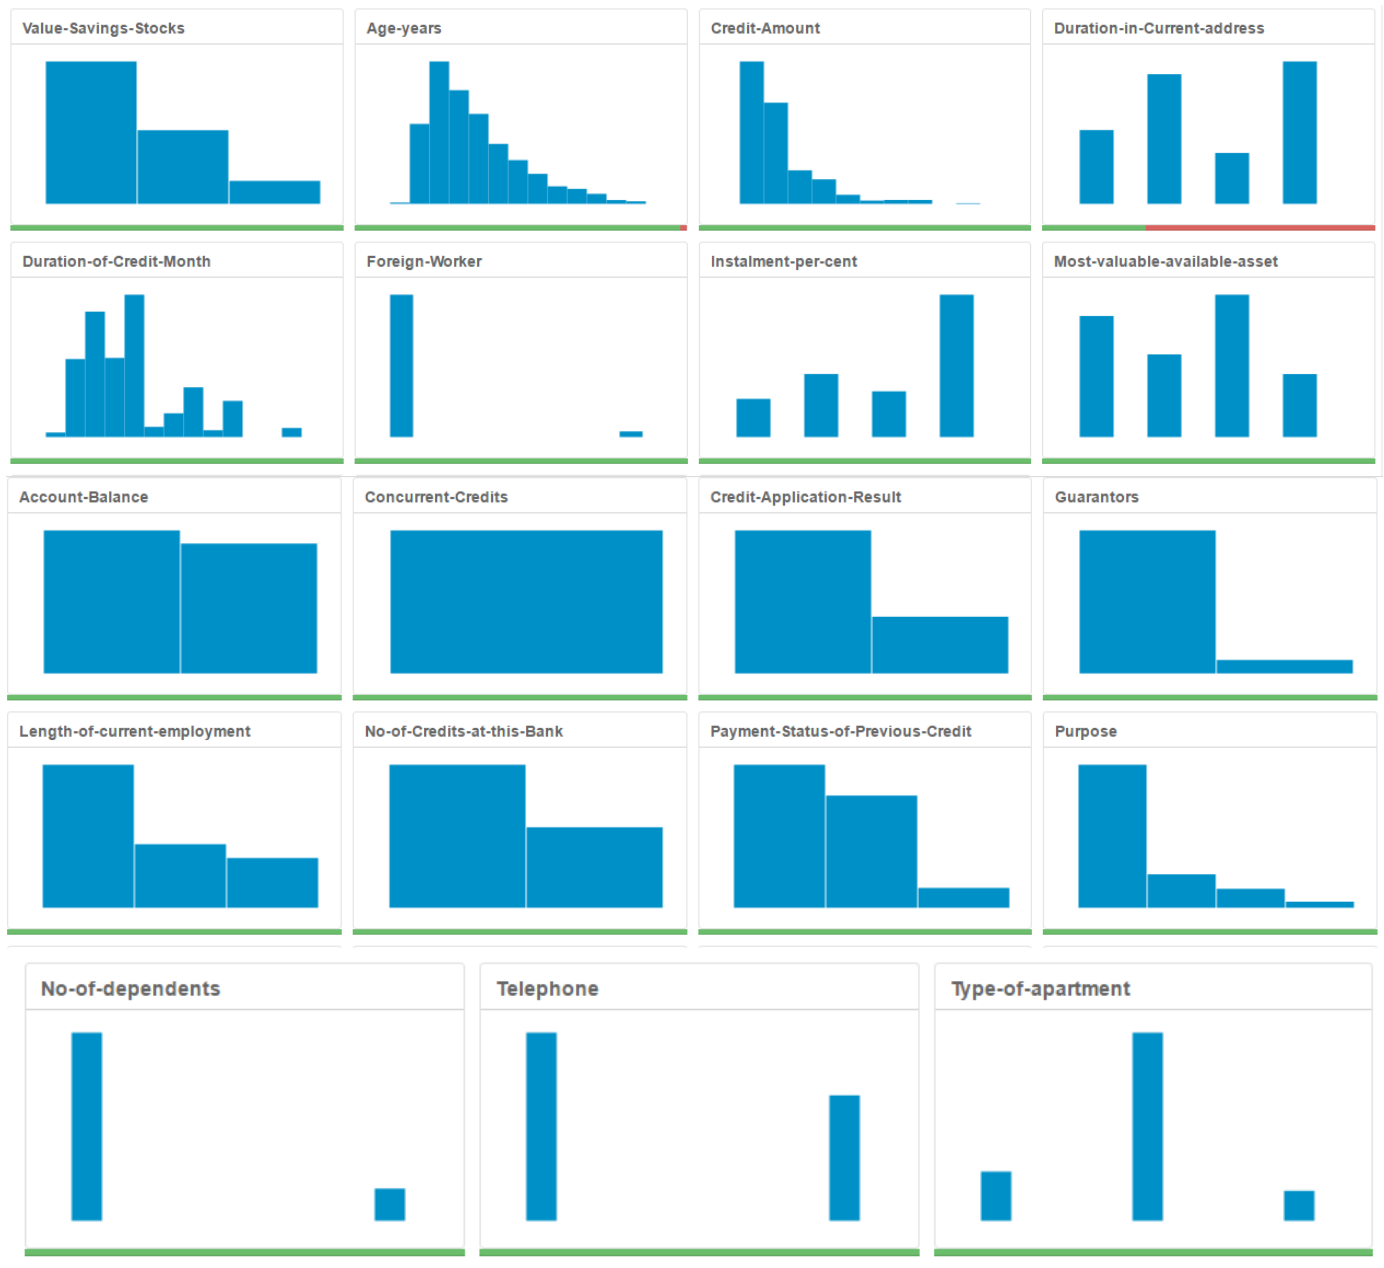 Value-Savings-Stocks
Age-years
Credit-Amount
Duration-in-Current-address
Duration-of-Credit-Month
Foreign-Worker
Instalment-per-cent
Most-valuable-available-asset
Account-Balance
Concurrent-Credits
Credit-Application-Result
Guarantors
Length-of-current-employment
No-of-Credits-at-this-Bank
Payment-Status-of-Previous-Credit
Purpose
No-of-dependents
Telephone
Type-of-apartment